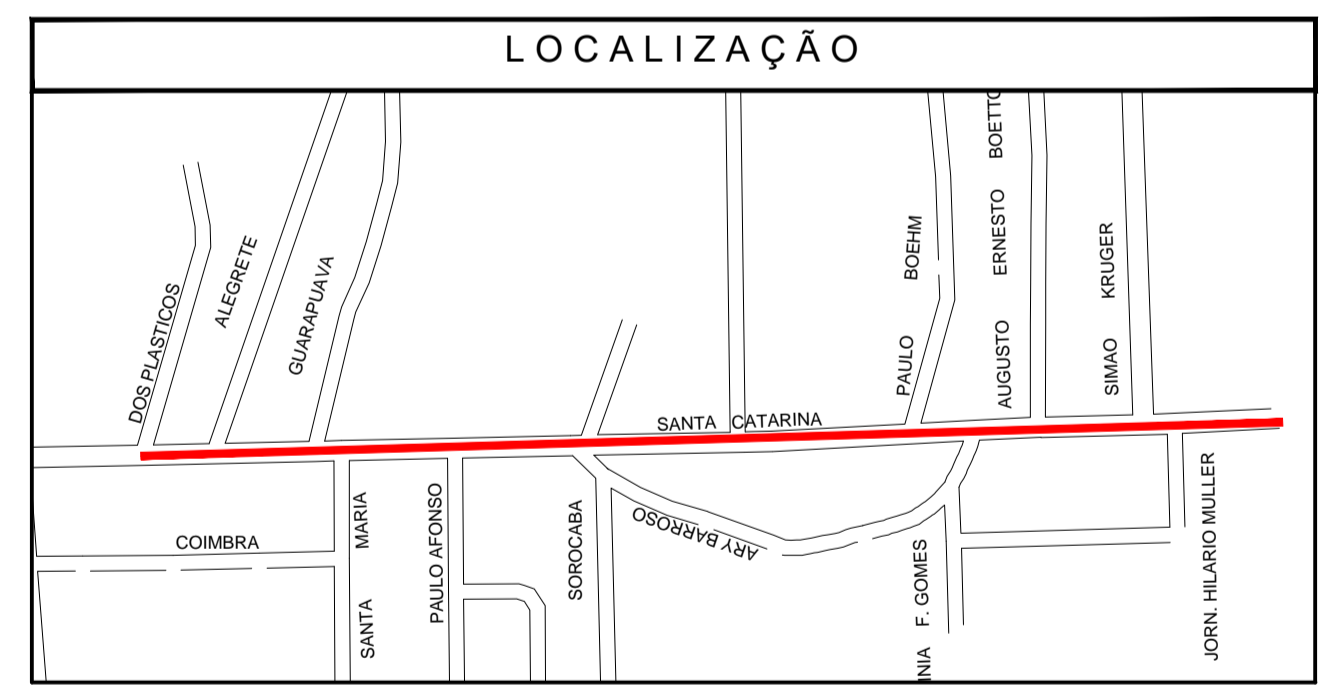 LOCALIZAÇÃO
DOS PLASTICOS
ALEGRETE
GUARAPUAVA
SANTA CATARINA
PAULO BOEHM
AUGUSTO ERNESTO BOETTO
SIMAO KRUGER
COIMBRA
SANTA MARIA
PAULO AFONSO
SOROCABA
ARY BARROSO
INIA F. GOMES
JORN. HILARIO MULLER